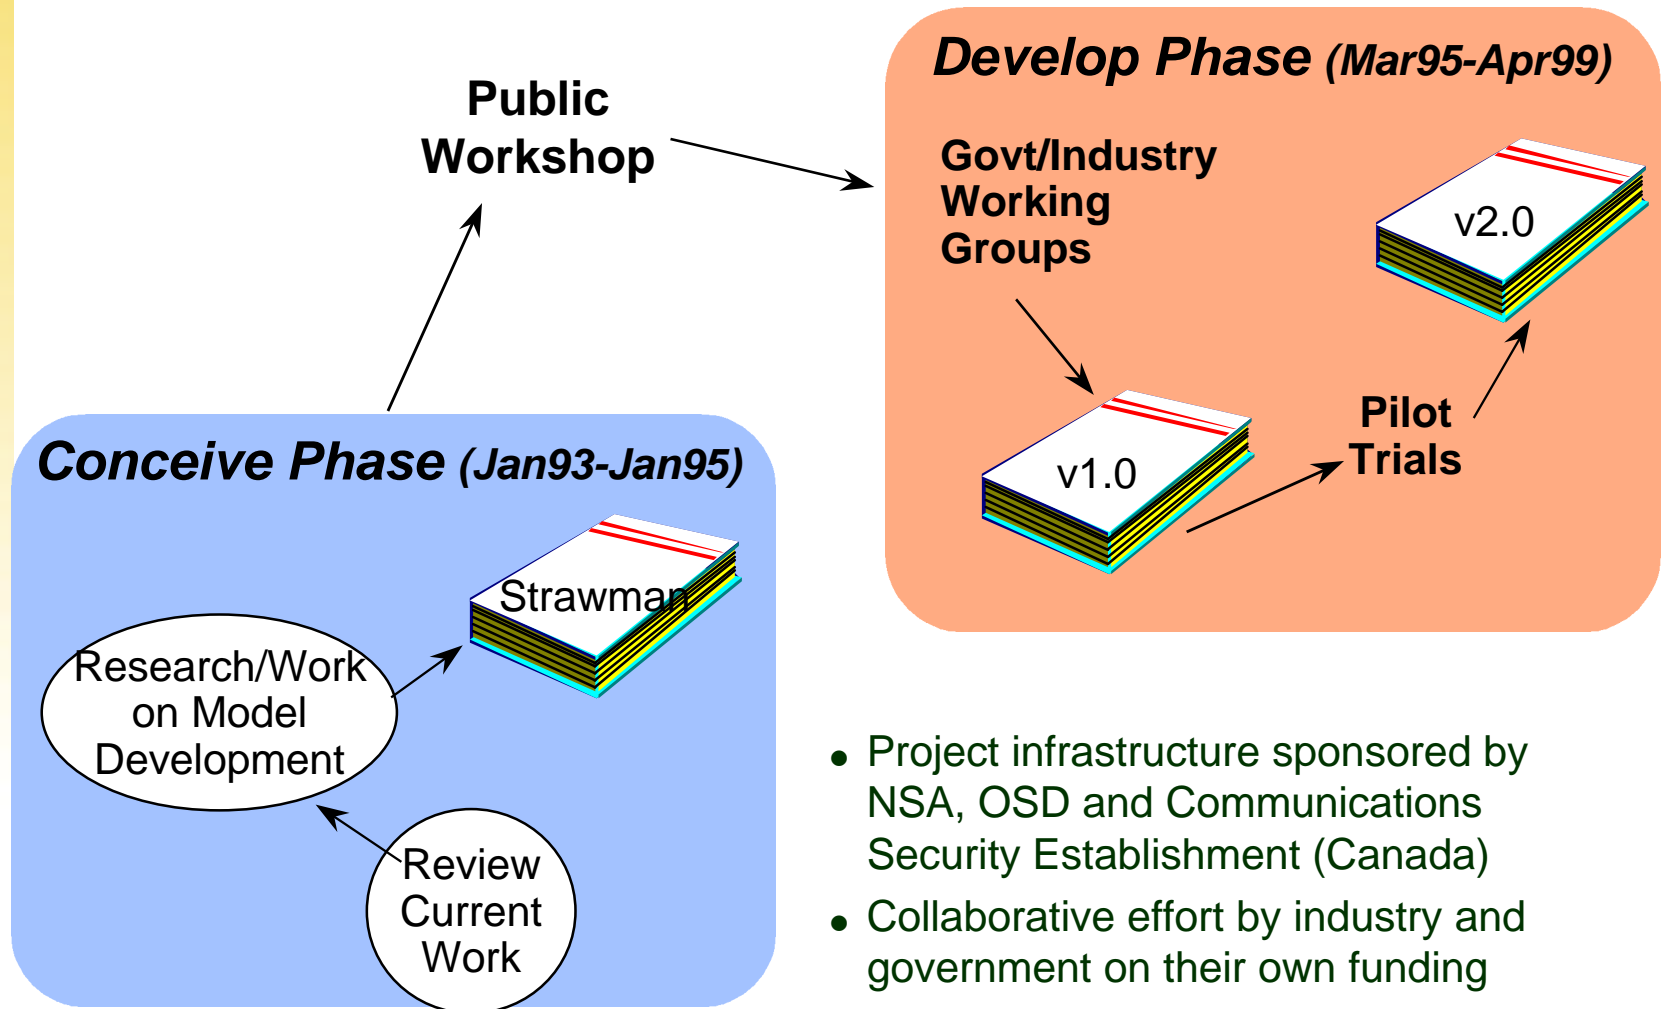 Conceive Phase (Jan93-Jan95)
Strawman
Research/Work
on Model
Development
Review
Current
Work
Public
Workshop
Develop Phase (Mar95-Apr99)
Govt/Industry
Working
Groups
v1.0
Pilot
Trials
v2.0
• Project infrastructure sponsored by
NSA, OSD and Communications
Security Establishment (Canada)
• Collaborative effort by industry and
government on their own funding